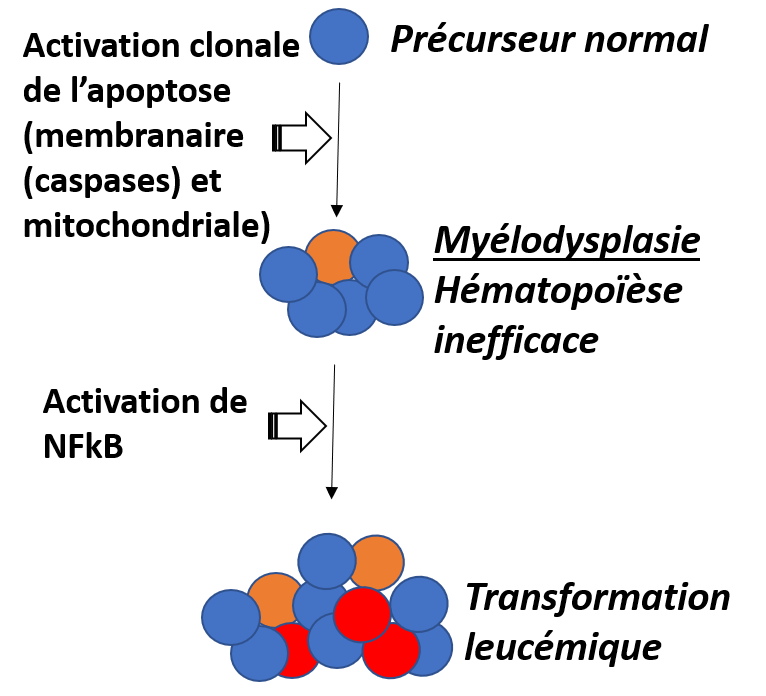 Activation clonale
de l’apoptose
(membranaire
(caspases) et
mitochondriale)
Précurseur normal
Myélodysplasie
Hématopoïèse
inefficace
Activation de
NFkB
Transformation
leucémique